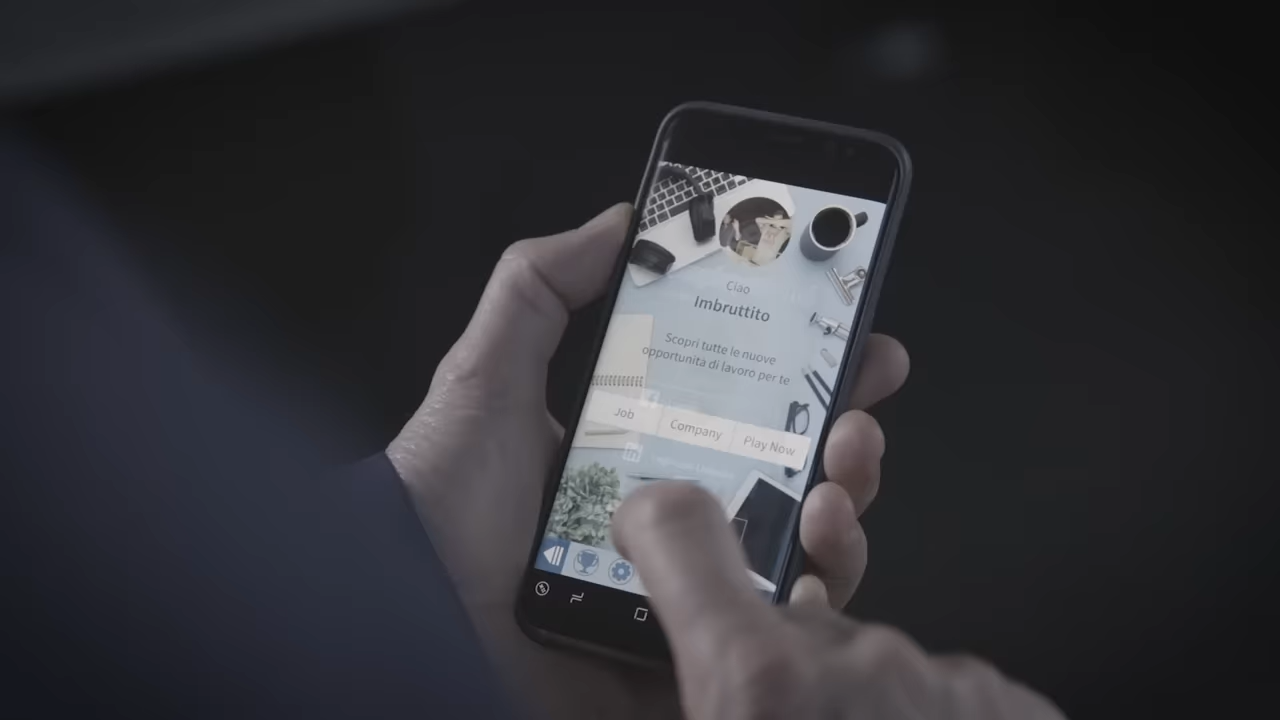 Ciao
Imbruttito
Scopri tutte le nuove
opportunità di lavoro per te
Job
Company
Play Now